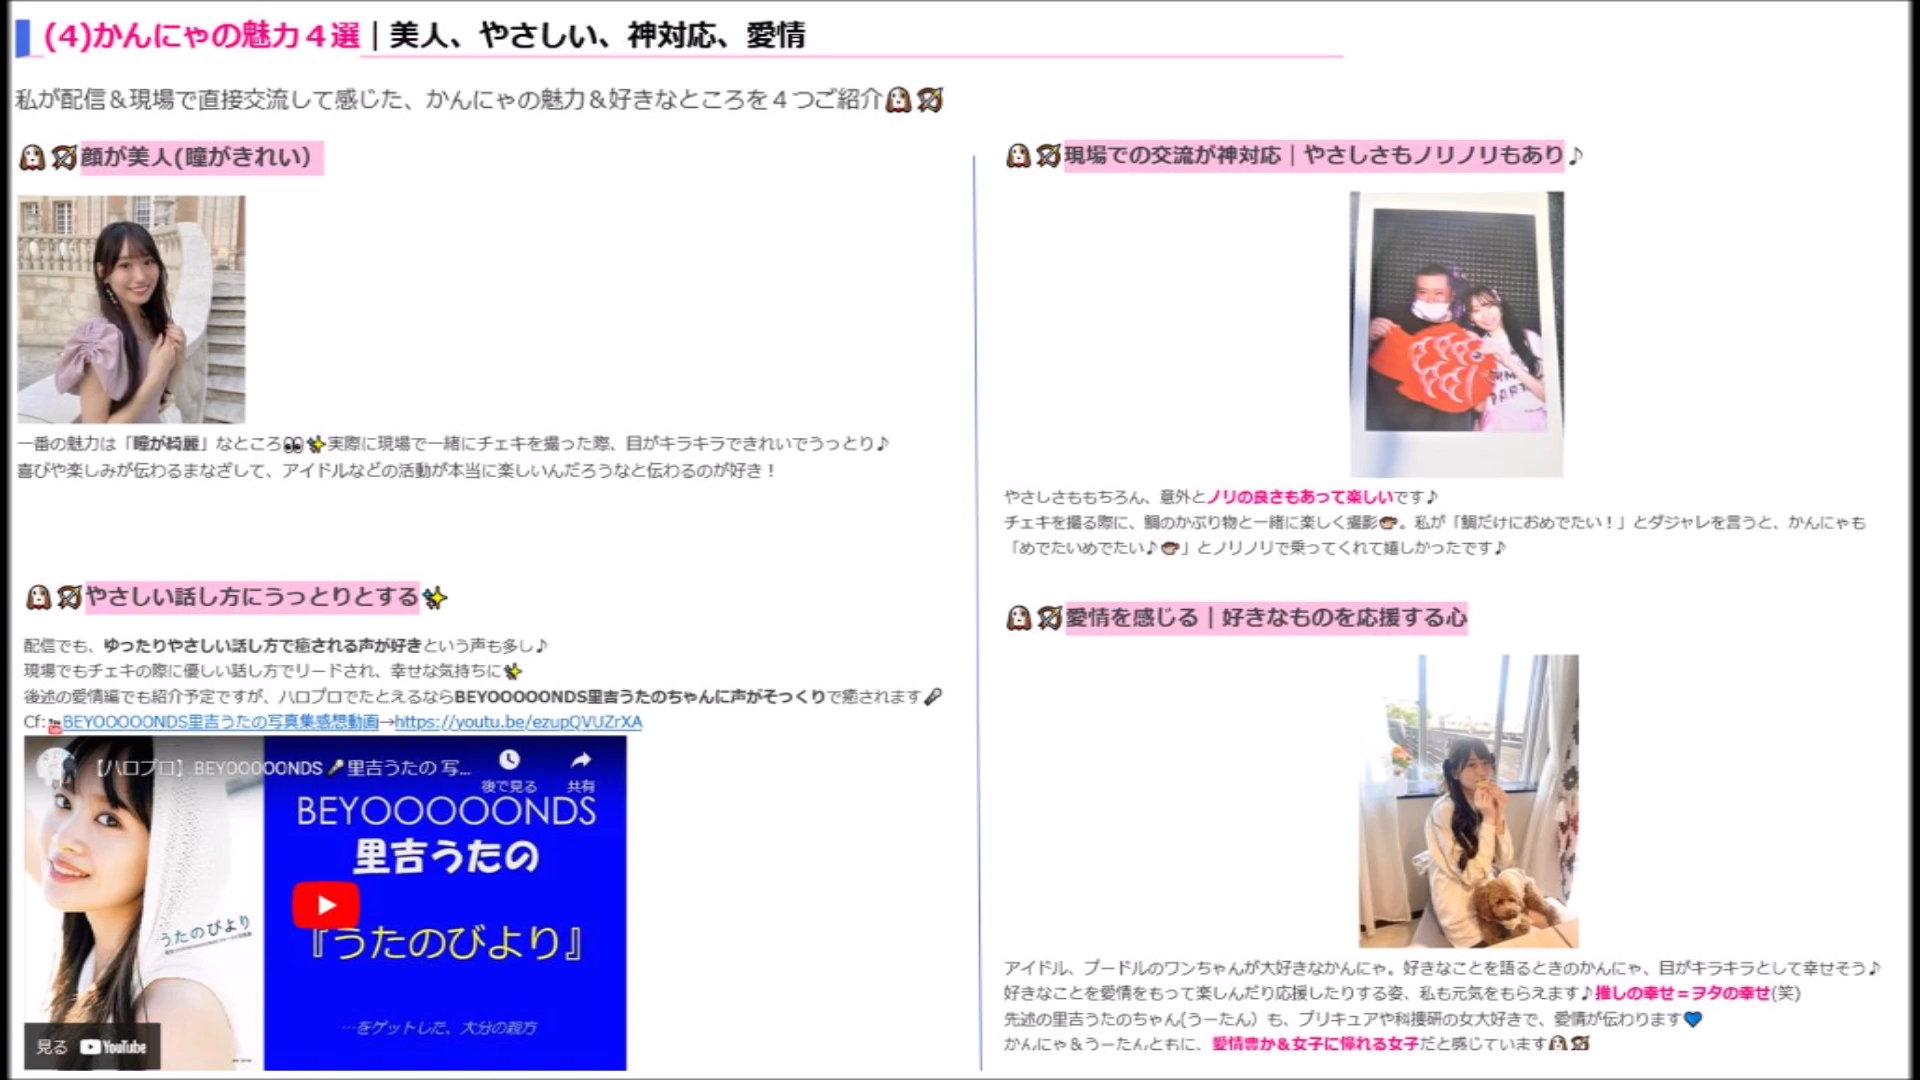 (4)かんにゃの魅力４選｜美人、やさしい、神対応、愛情
私が配信＆現場で直接交流して感じた、かんにゃの魅力＆好きなところを４つご紹介
顔が美人(瞳がきれい）
一番の魅力は「瞳が綺麗」なところ👀✨実際に現場で一緒にチェキを撮った際、目がキラキラできれいでうっとり♪
喜びや楽しみが伝わるまなざして、アイドルなどの活動が本当に楽しいんだろうなと伝わるのが好き！
やさしい話し方にうっとりとする✨
配信でも、ゆったりやさしい話し方で癒される声が好きという声も多し♪
現場でもチェキの際に優しい話し方でリードされ、幸せな気持ちに✨
後述の愛情編でも紹介予定ですが、ハロプロでたとえるならBEYOOOOONDS里吉うたのちゃんに声がそっくりで癒されます🎤
Cf:BEYOOOOONDS里吉うたの写真集感想動画→https://youtu.be/ezupQVUZrXA
【ハロプロ】BEYOOOOONDS🎤里吉うたの 写...
後で見る
共有
BEYOOOOONDS
里吉うたの
『うたのびより』
うたのびより
…をゲットした、大分の親方
見る YouTube
現場での交流が神対応｜やさしさもノリノリもあり♪
PARTY
やさしさももちろん、意外とノリの良さもあって楽しいです♪
チェキを撮る際に、鯛のかぶり物と一緒に楽しく撮影🐡。私が「鯛だけにおめでたい！」とダジャレを言うと、かんにゃも
「めでたいめでたい♪🐡」とノリノリで乗ってくれて嬉しかったです♪
愛情を感じる｜好きなものを応援する心
アイドル、プードルのワンちゃんが大好きなかんにゃ。好きなことを語るときのかんにゃ、目がキラキラとして幸せそう♪
好きなことを愛情をもって楽しんだり応援したりする姿、私も元気をもらえます♪推しの幸せ＝ヲタの幸せ(笑)
先述の里吉うたのちゃん(うーたん）も、プリキュアや科捜研の女大好きで、愛情が伝わります💙
かんにゃ＆うーたんともに、愛情豊か＆女子に憧れる女子だと感じています